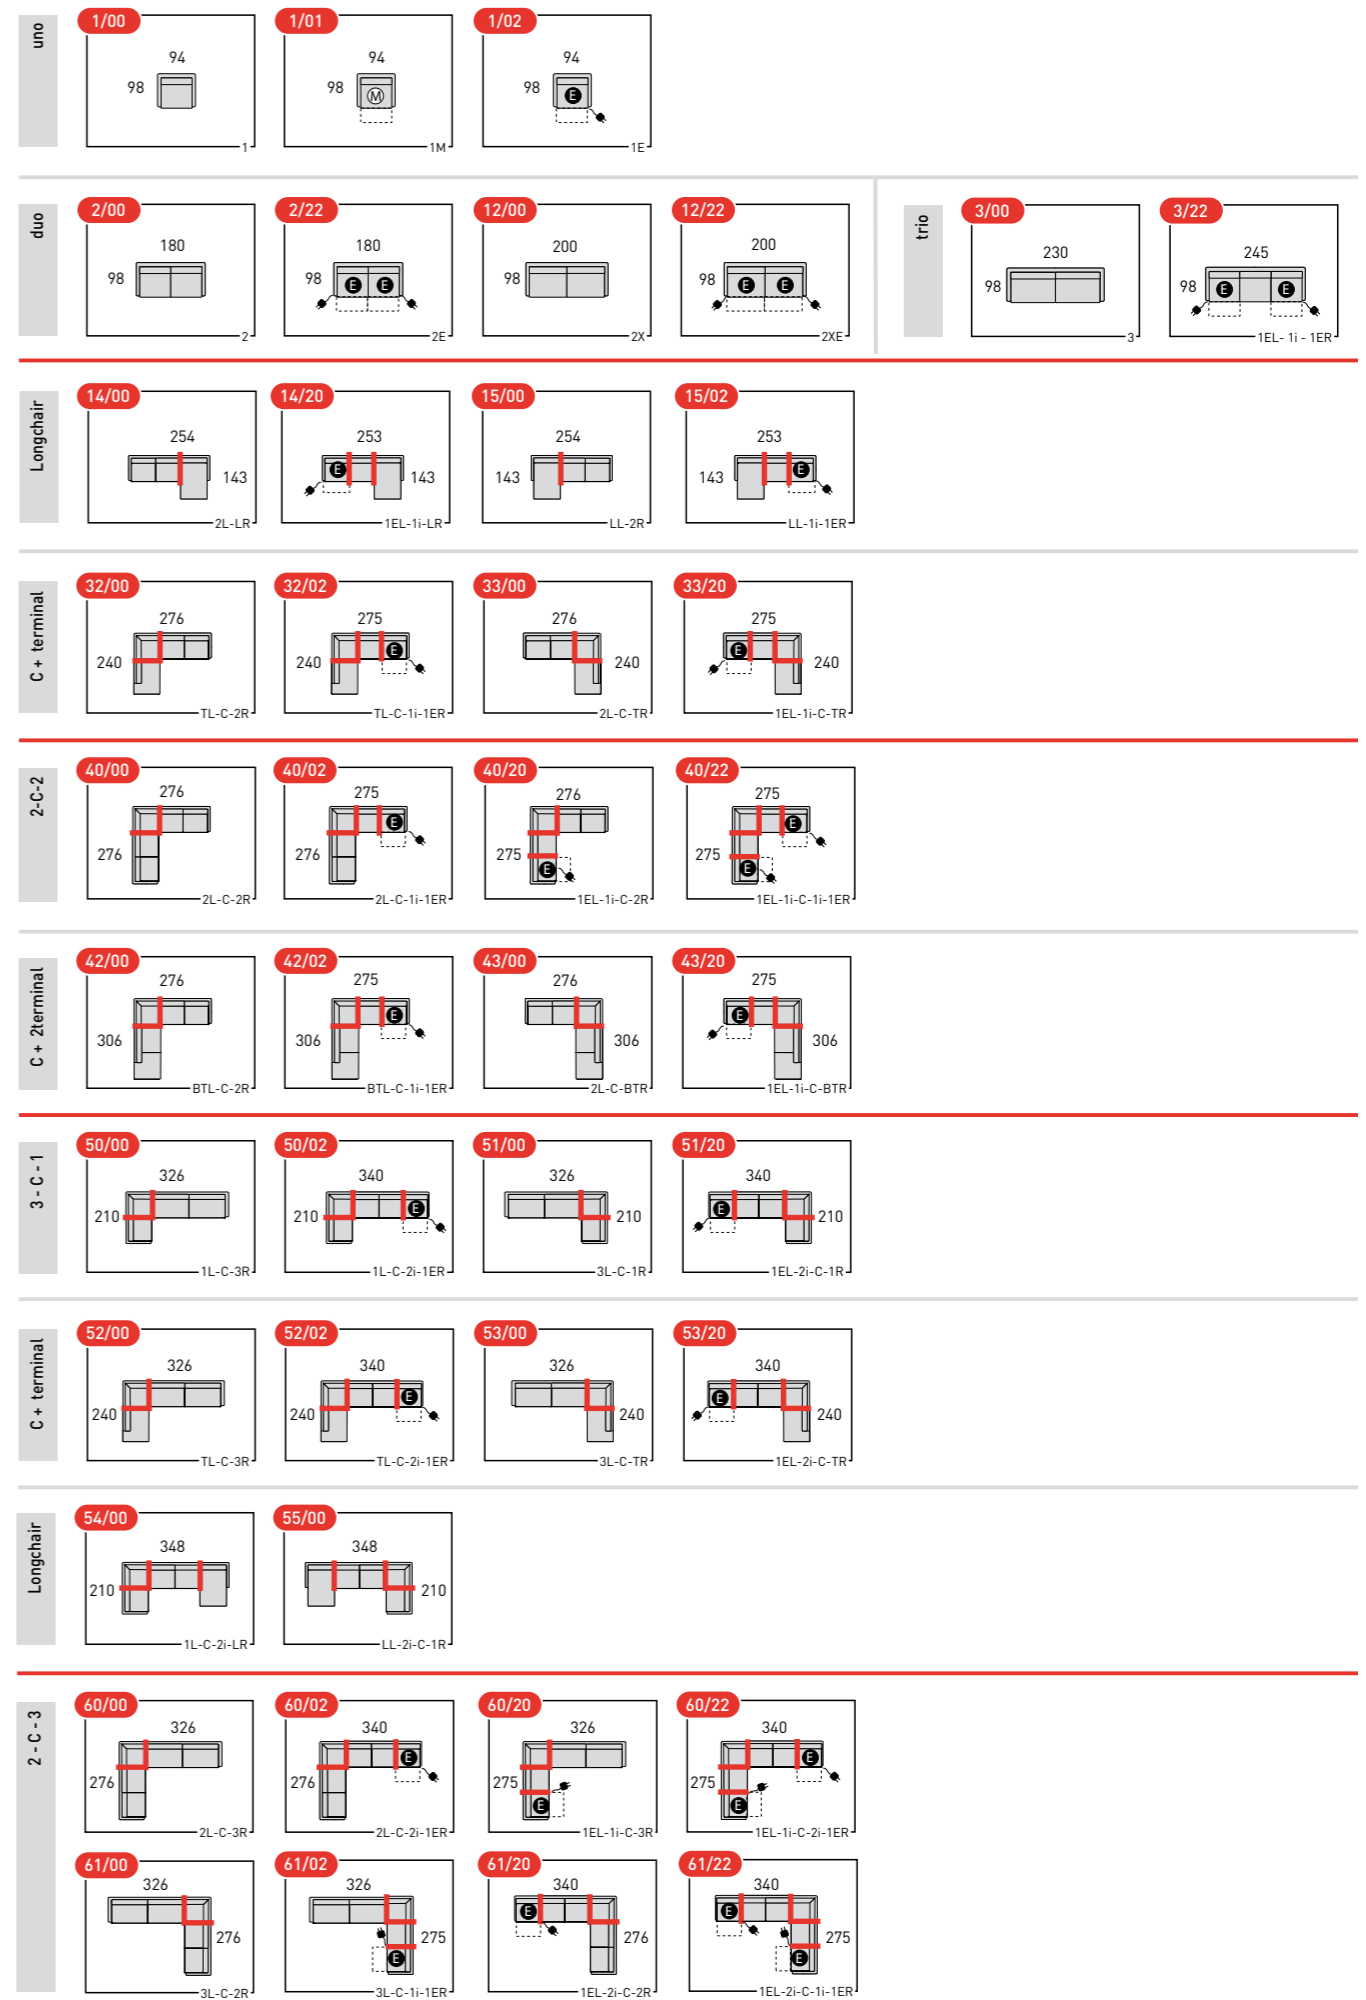 uno
1/00 1/01 1/02
94 94 94
98 98 M 98 E
1 1M 1E
duo
2/00 2/22 12/00 12/22
180 180 200 200
98 98 E E 98 98 E E
2 2E 2X 2XE
trio
3/00 3/22
230 245
98 98 E E
3 1EL- 1i - 1ER
Longchair
14/00 14/20 15/00 15/02
254 253 254 253
143 E 143 143 143 E
2L-LR 1EL-1i-LR LL-2R LL-1i-1ER
C + terminal
32/00 32/02 33/00 33/20
276 275 276 275
240 240 E 240 E 240
TL-C-2R TL-C-1i-1ER 2L-C-TR 1EL-1i-C-TR
2-C-2
40/00 40/02 40/20 40/22
276 275 276 275
E E
276 276 275 E 275 E
2L-C-2R 2L-C-1i-1ER 1EL-1i-C-2R 1EL-1i-C-1i-1ER
C + 2terminal
42/00 42/02 43/00 43/20
276 275 276 275
E E
306 306 306 306
BTL-C-2R BTL-C-1i-1ER 2L-C-BTR 1EL-1i-C-BTR
3 - C - 1
50/00 50/02 51/00 51/20
326 340 326 340
210 210 E 210 E 210
1L-C-3R 1L-C-2i-1ER 3L-C-1R 1EL-2i-C-1R
C + terminal
52/00 52/02 53/00 53/20
326 340 326 340
240 240 E 240 E 240
TL-C-3R TL-C-2i-1ER 3L-C-TR 1EL-2i-C-TR
Longchair
54/00 55/00
348 348
210 210
1L-C-2i-LR LL-2i-C-1R
2 - C - 3
60/00 60/02 60/20 60/22
326 340 326 340
E E
276 276 275 E 275 E
2L-C-3R 2L-C-2i-1ER 1EL-1i-C-3R 1EL-1i-C-2i-1ER
61/00 61/02 61/20 61/22
326 326 340 340
E E
276 E 275 276 E 275
3L-C-2R 3L-C-1i-1ER 1EL-2i-C-2R 1EL-2i-C-1i-1ER